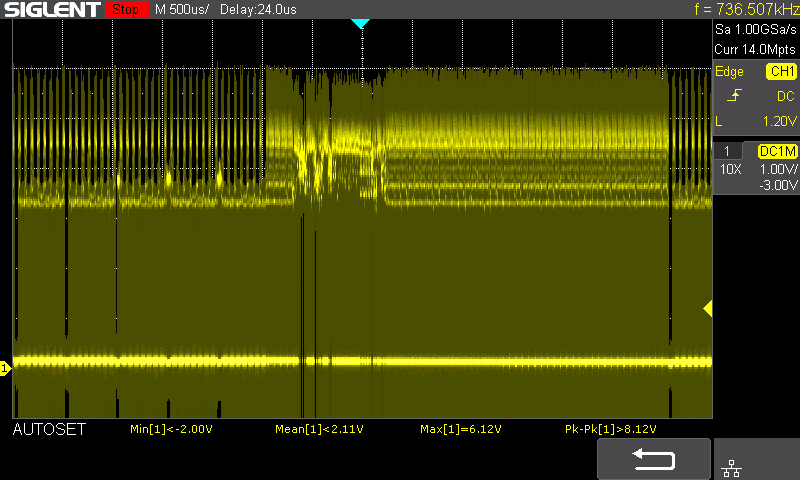 SIGLENT Stop M 500us/ Delay:24.0us f = 736.507kHz
Sa 1.00GSa/s
Curr 14.0Mpts
Edge CH1
DC
L 1.20V
1 DC1M
10X 1.00V/
-3.00V
1
AUTOSET Min[1]<-2.00V Mean[1]<2.11V Max[1]=6.12V Pk-Pk[1]>8.12V